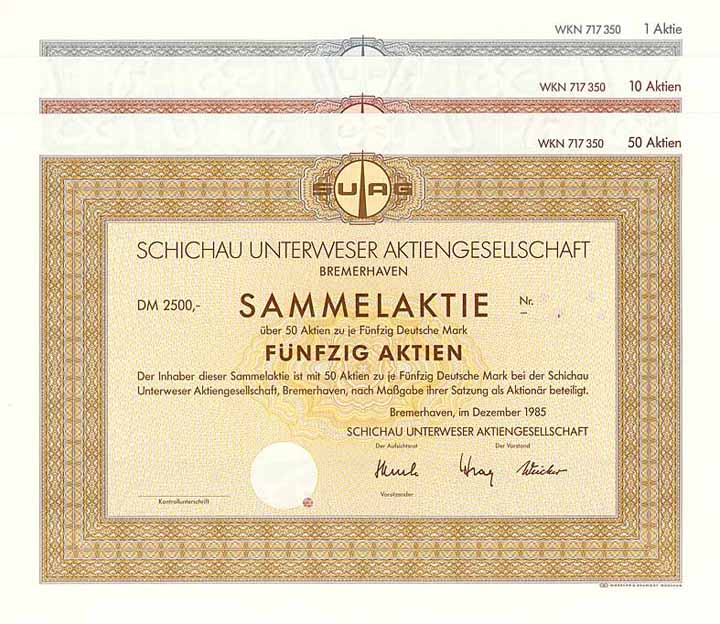 WKN 717 350 1 Aktie
WKN 717 350 10 Aktien
WKN 717 350 50 Aktien
SUAG
SCHICHAU UNTERWESER AKTIENGESELLSCHAFT
BREMERHAVEN
DM 2500,- SAMMELAKTIE Nr.
über 50 Aktien zu je Fünfzig Deutsche Mark
FÜNFZIG AKTIEN
Der Inhaber dieser Sammelaktie ist mit 50 Aktien zu je Fünfzig Deutsche Mark bei der Schichau
Unterweser Aktiengesellschaft, Bremerhaven, nach Maßgabe ihrer Satzung als Aktionär beteiligt.
Bremerhaven, im Dezember 1985
SCHICHAU UNTERWESER AKTIENGESELLSCHAFT
Der Aufsichtsrat Der Vorstand
Vorsitzender
Kontrollunterschrift